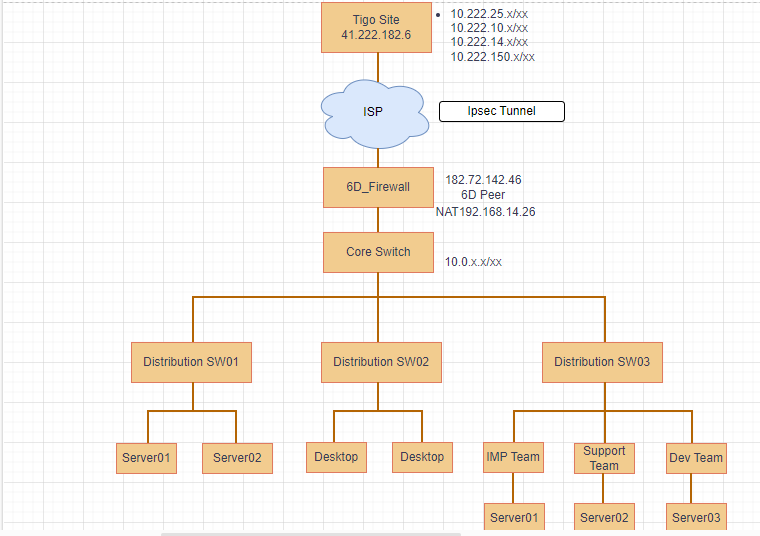 Tigo Site
41.222.182.6
• 10.222.25.x/xx
10.222.10.x/xx
10.222.14.x/xx
10.222.150.x/xx
ISP
Ipsec Tunnel
6D_Firewall
182.72.142.46
6D Peer
NAT192.168.14.26
Core Switch
10.0.x.x/xx
Distribution SW01
Distribution SW02
Distribution SW03
Server01
Server02
Desktop
Desktop
IMP Team
Support
Team
Dev Team
Server01
Server02
Server03